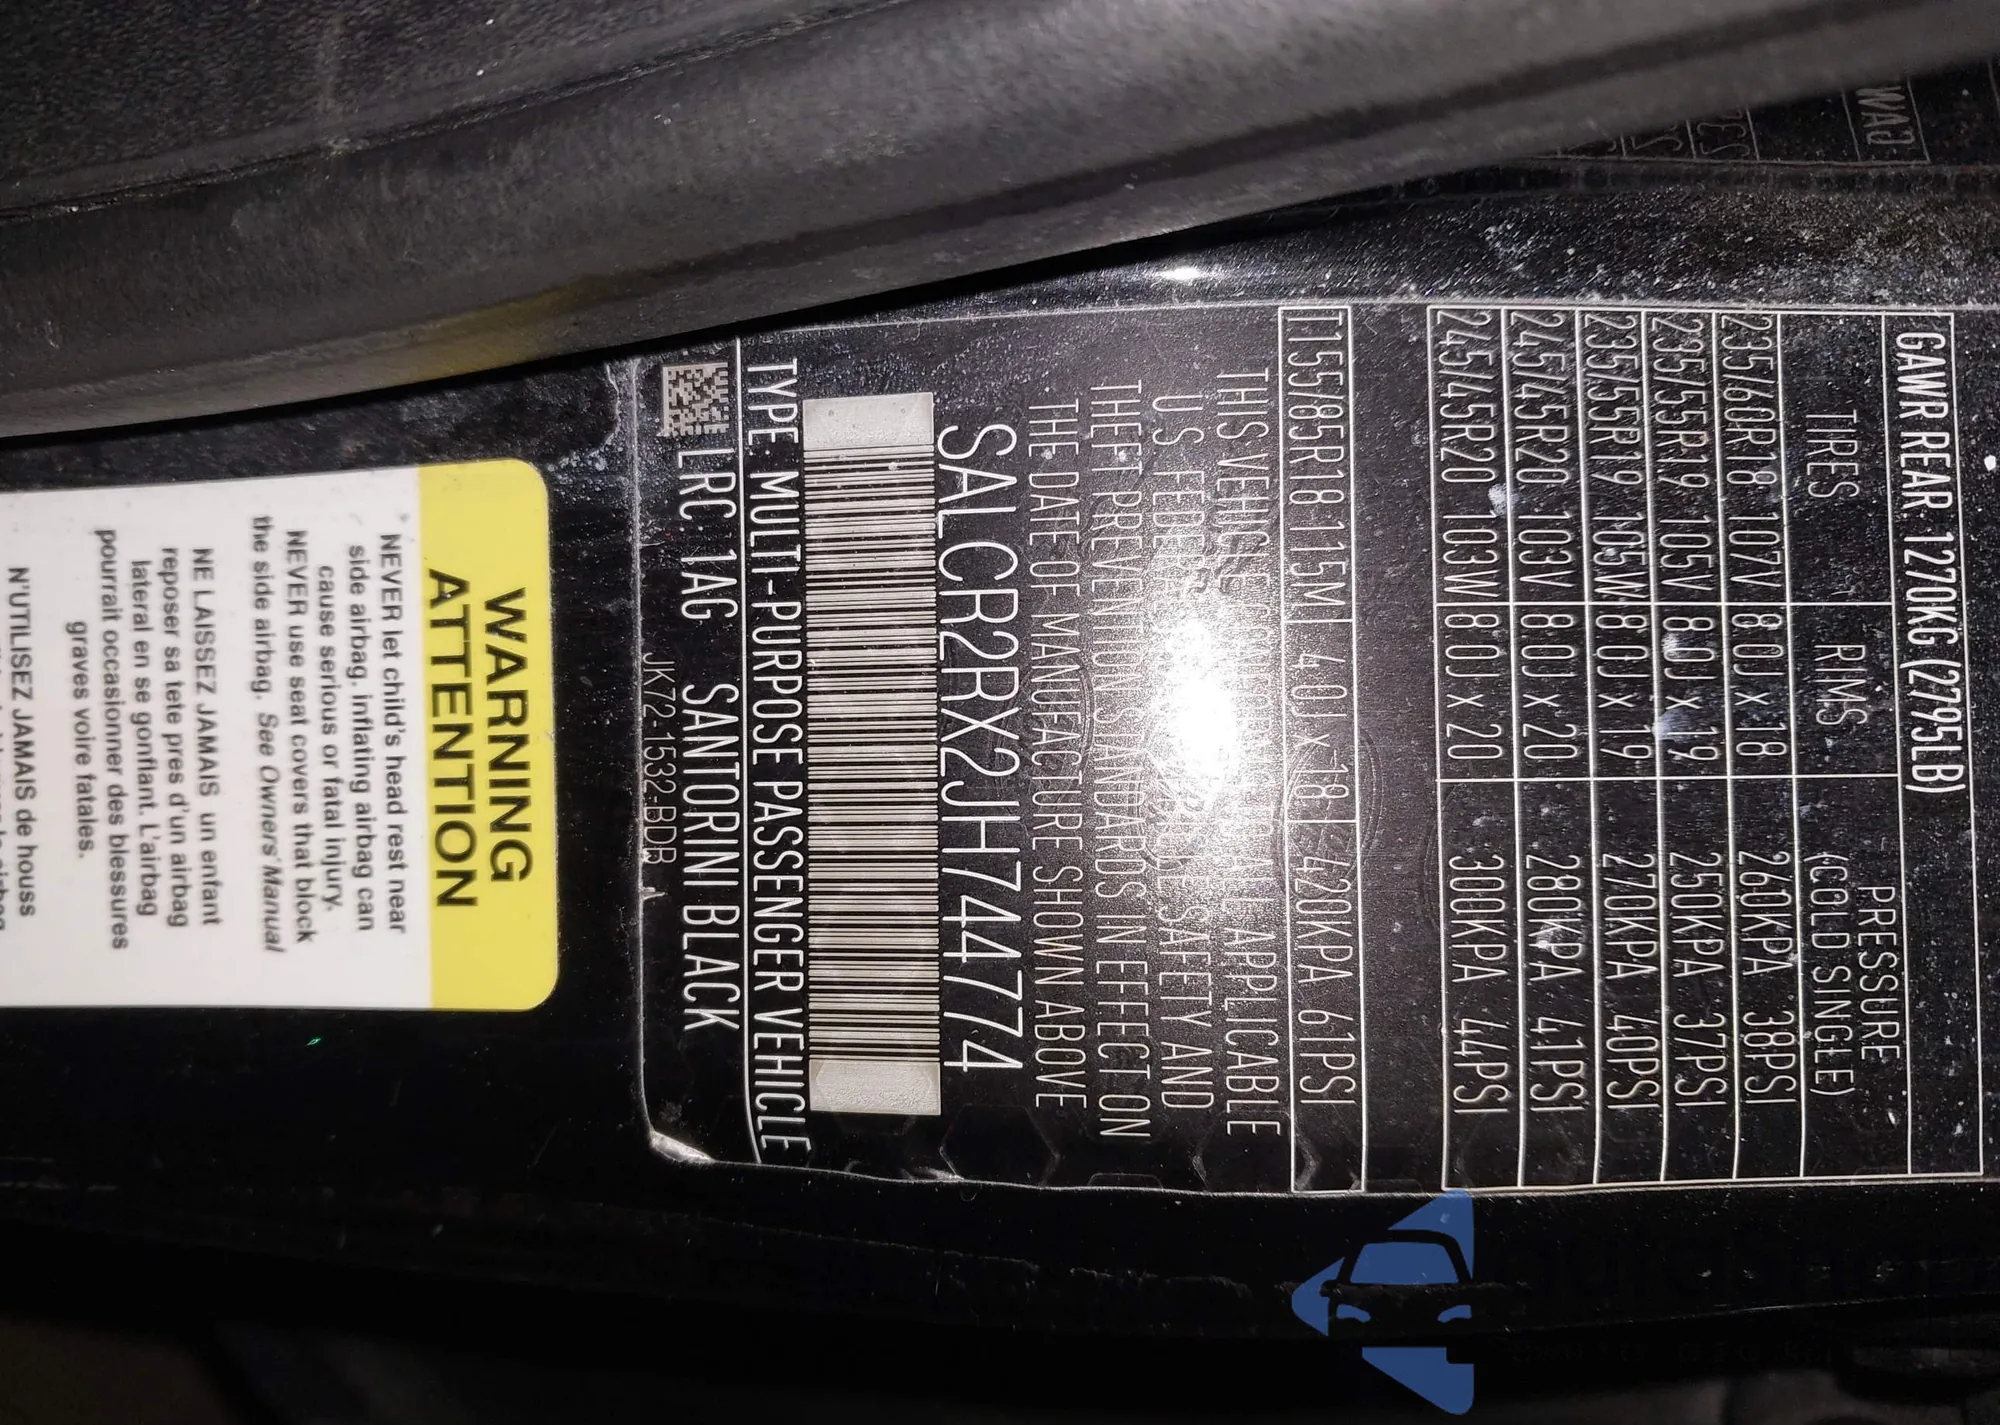 GAWR
GAWR REAR 1270KG (2795LB)
TIRES RIMS PRESSURE (COLD SINGLE)
235/60R18 107V 8.0J x 18 260KPA 38PSI
235/55R19 105V 8.0J x 19 250KPA 37PSI
235/55R19 105W 8.0J x 19 270KPA 40PSI
245/45R20 103V 8.0J x 20 280KPA 41PSI
245/45R20 103W 8.0J x 20 300KPA 44PSI
T155/85R18 115M 4.0J x 18 420KPA 61PSI
THIS VEHICLE APPLICABLE
U.S. SAFETY AND
THEFT PREVENTION STANDARDS IN EFFECT ON
THE DATE OF MANUFACTURE SHOWN ABOVE
SALCR2RX2JH744774
TYPE MULTI-PURPOSE PASSENGER VEHICLE
LRC 1AG SANTORINI BLACK
JK72-1532-BDB
WARNING
ATTENTION
NEVER let child's head rest near
side airbag, inflating airbag can
cause serious or fatal injury.
NEVER use seat covers that block
the side airbag. See Owners' Manual
NE LAISSEZ JAMAIS un enfant
reposer sa tete pres d'un airbag
lateral en se gonflant. L'airbag
pourrait occasionner des blessures
graves voire fatales.
N'UTILISEZ JAMAIS de houss